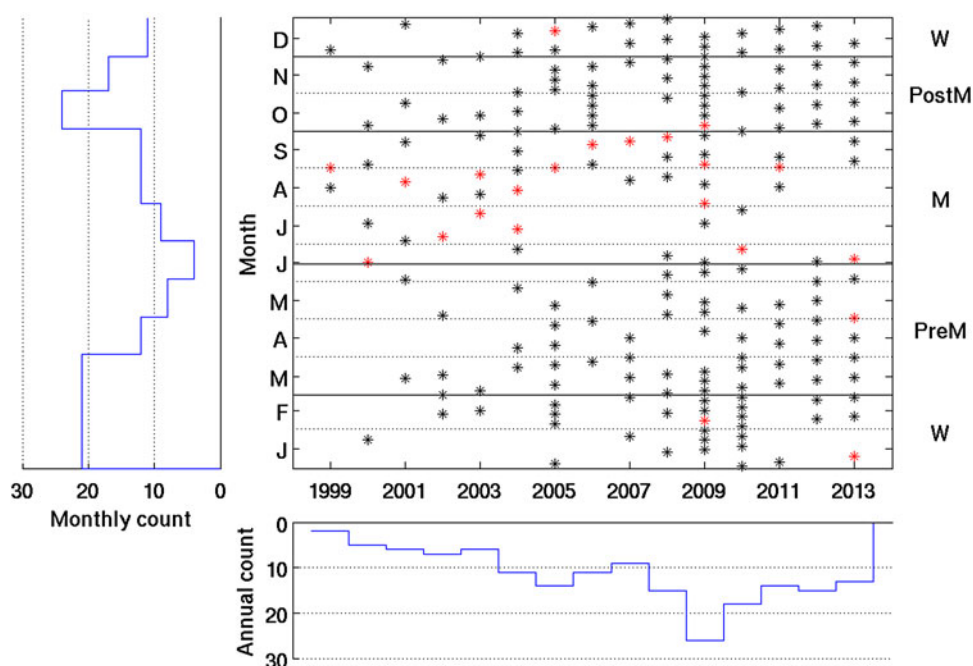 D
N
O
S
A
J
J
M
A
M
F
J
Month
W
PostM
M
PreM
W
30 20 10 0
Monthly count
1999 2001 2003 2005 2007 2009 2011 2013
0
10
20
30
Annual count